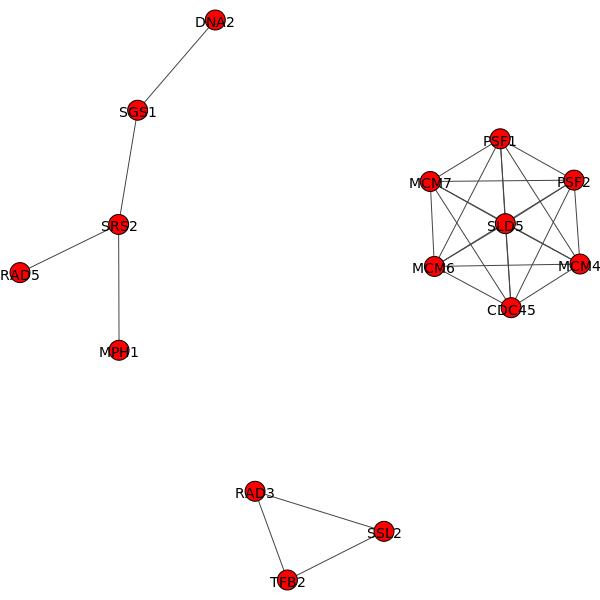 DNA2
SGS1
PSF1
MCM7
PSF2
SRS2
SLD5
RAD5
MCM6
MCM4
CDC45
MPH1
RAD3
SSL2
TFB2